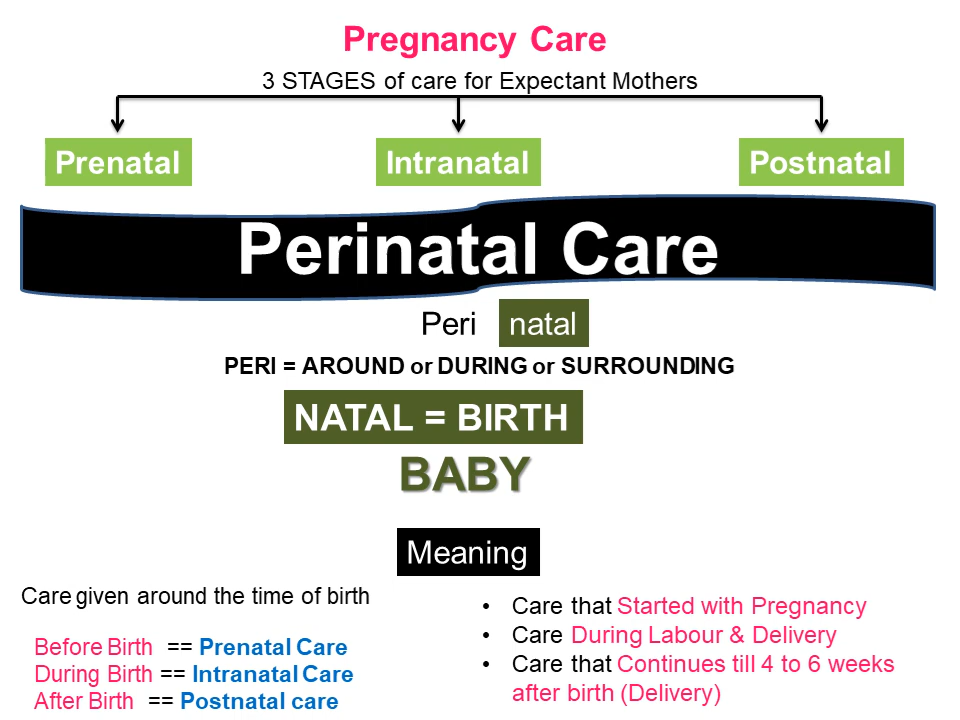 Pregnancy Care
3 STAGES of care for Expectant Mothers
Prenatal
Intranatal
Postnatal
Perinatal Care
Peri natal
PERI = AROUND or DURING or SURROUNDING
NATAL = BIRTH
BABY
Meaning
Care given around the time of birth
Before Birth == Prenatal Care
During Birth == Intranatal Care
After Birth == Postnatal care
• Care that Started with Pregnancy
• Care During Labour & Delivery
• Care that Continues till 4 to 6 weeks
after birth (Delivery)